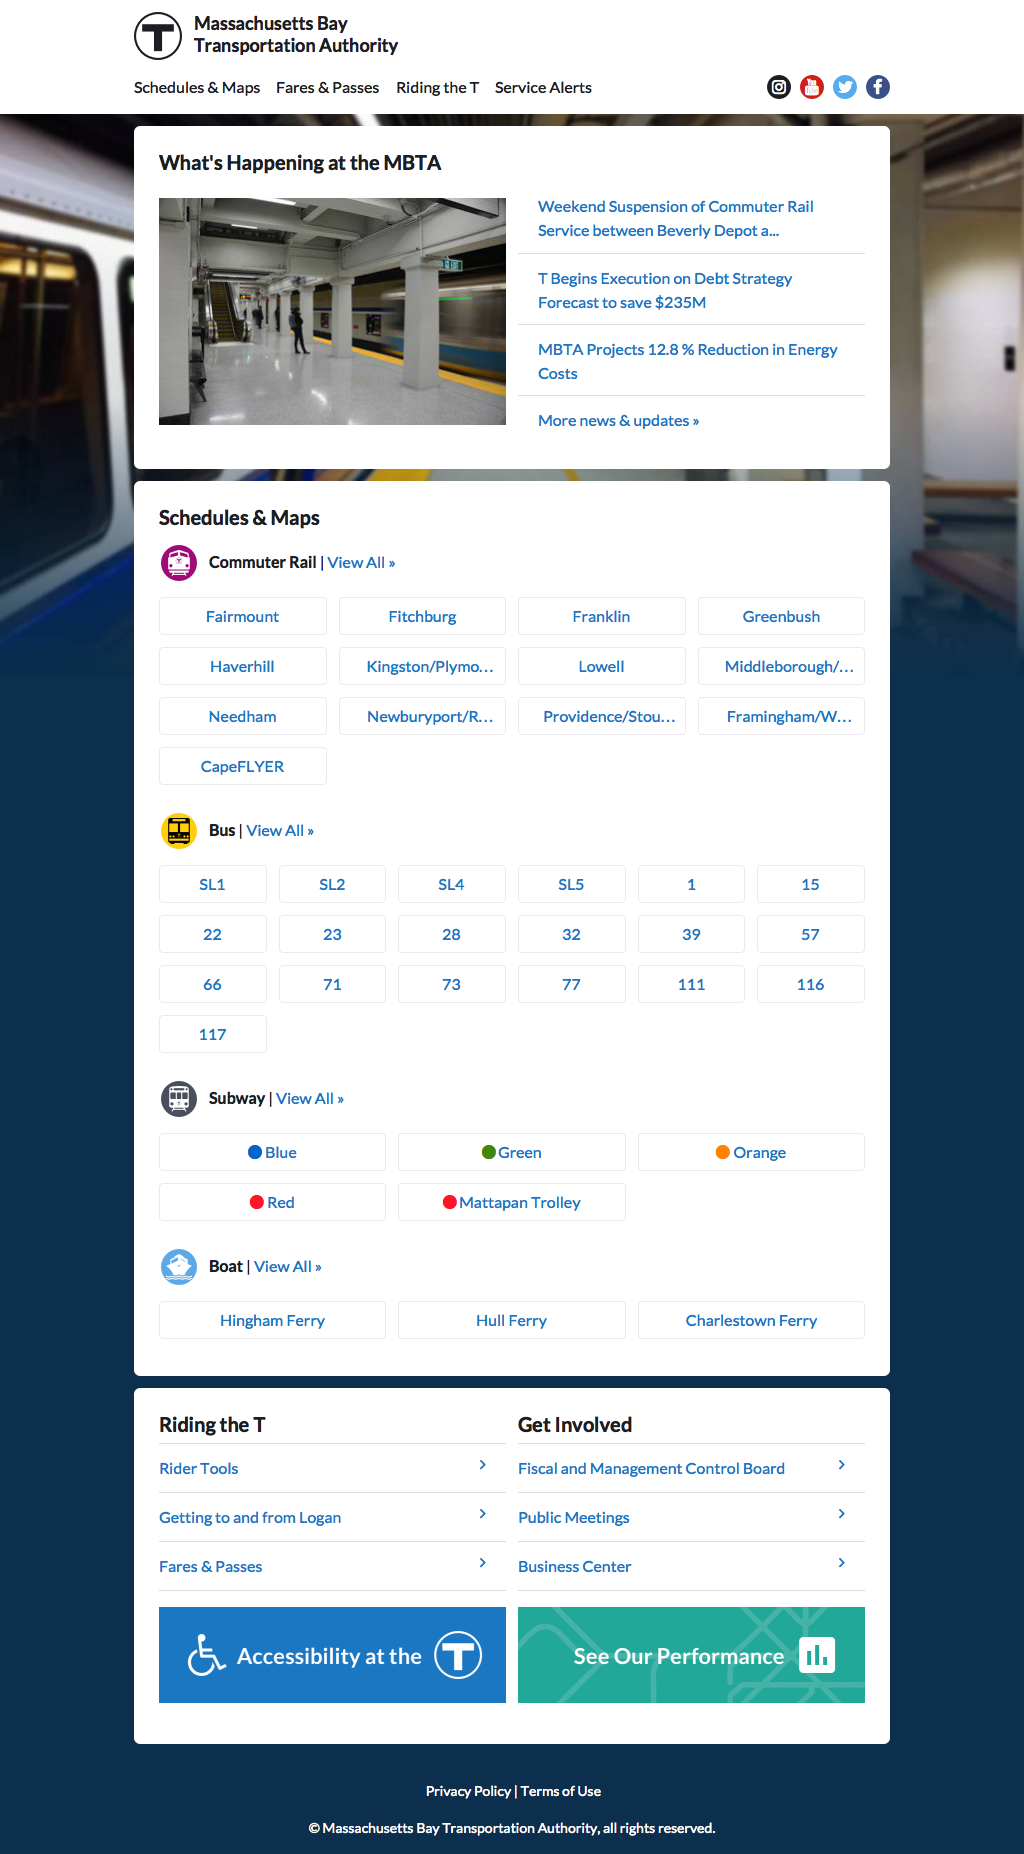 Massachusetts Bay
Transportation Authority
Schedules & Maps
Fares & Passes
Riding the T
Service Alerts
What's Happening at the MBTA
Weekend Suspension of Commuter Rail
Service between Beverly Depot a...
T Begins Execution on Debt Strategy
Forecast to save $235M
MBTA Projects 12.8 % Reduction in Energy
Costs
More news & updates »
Schedules & Maps
Commuter Rail | View All »
Fairmount
Fitchburg
Franklin
Greenbush
Haverhill
Kingston/Plymo...
Lowell
Middleborough/...
Needham
Newburyport/R...
Providence/Stou...
Framingham/W...
CapeFLYER
Bus | View All »
SL1
SL2
SL4
SL5
1
15
22
23
28
32
39
57
66
71
73
77
111
116
117
Subway | View All »
Blue
Green
Orange
Red
Mattapan Trolley
Boat | View All »
Hingham Ferry
Hull Ferry
Charlestown Ferry
Riding the T
Rider Tools
Getting to and from Logan
Fares & Passes
Get Involved
Fiscal and Management Control Board
Public Meetings
Business Center
Accessibility at the T
See Our Performance
Privacy Policy | Terms of Use
© Massachusetts Bay Transportation Authority, all rights reserved.